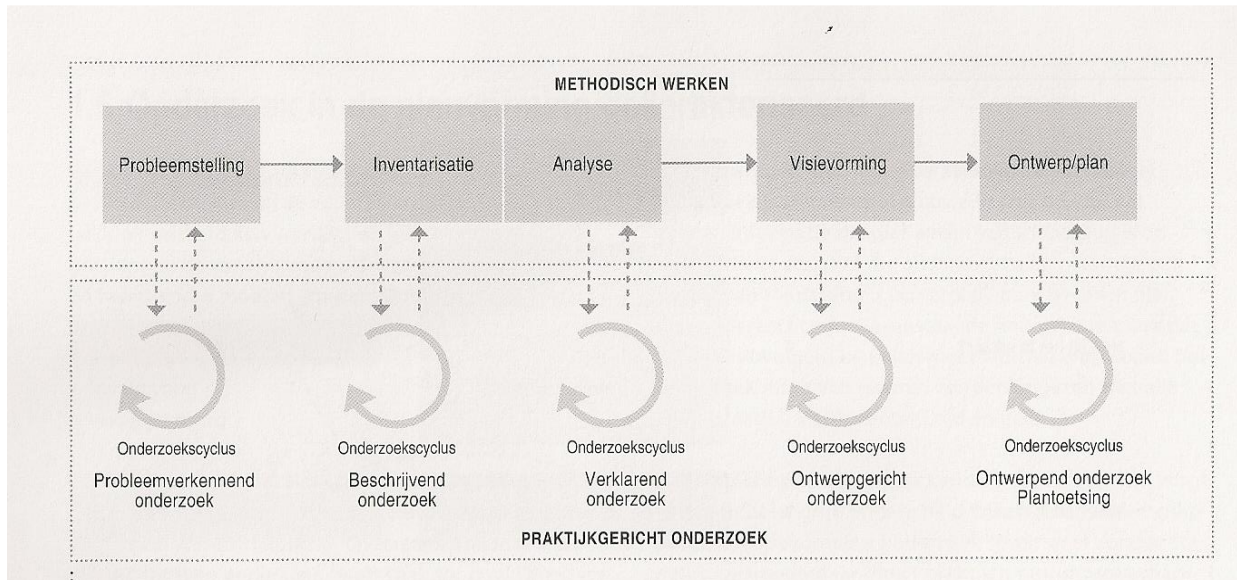 METHODISCH WERKEN
Probleemstelling
Inventarisatie
Analyse
Visievorming
Ontwerp/plan
Onderzoekscyclus
Probleemverkennend
onderzoek
Onderzoekscyclus
Beschrijvend
onderzoek
Onderzoekscyclus
Verklarend
onderzoek
Onderzoekscyclus
Ontwerpgericht
onderzoek
Onderzoekscyclus
Ontwerpend onderzoek
Plantoetsing
PRAKTIJKGERICHT ONDERZOEK